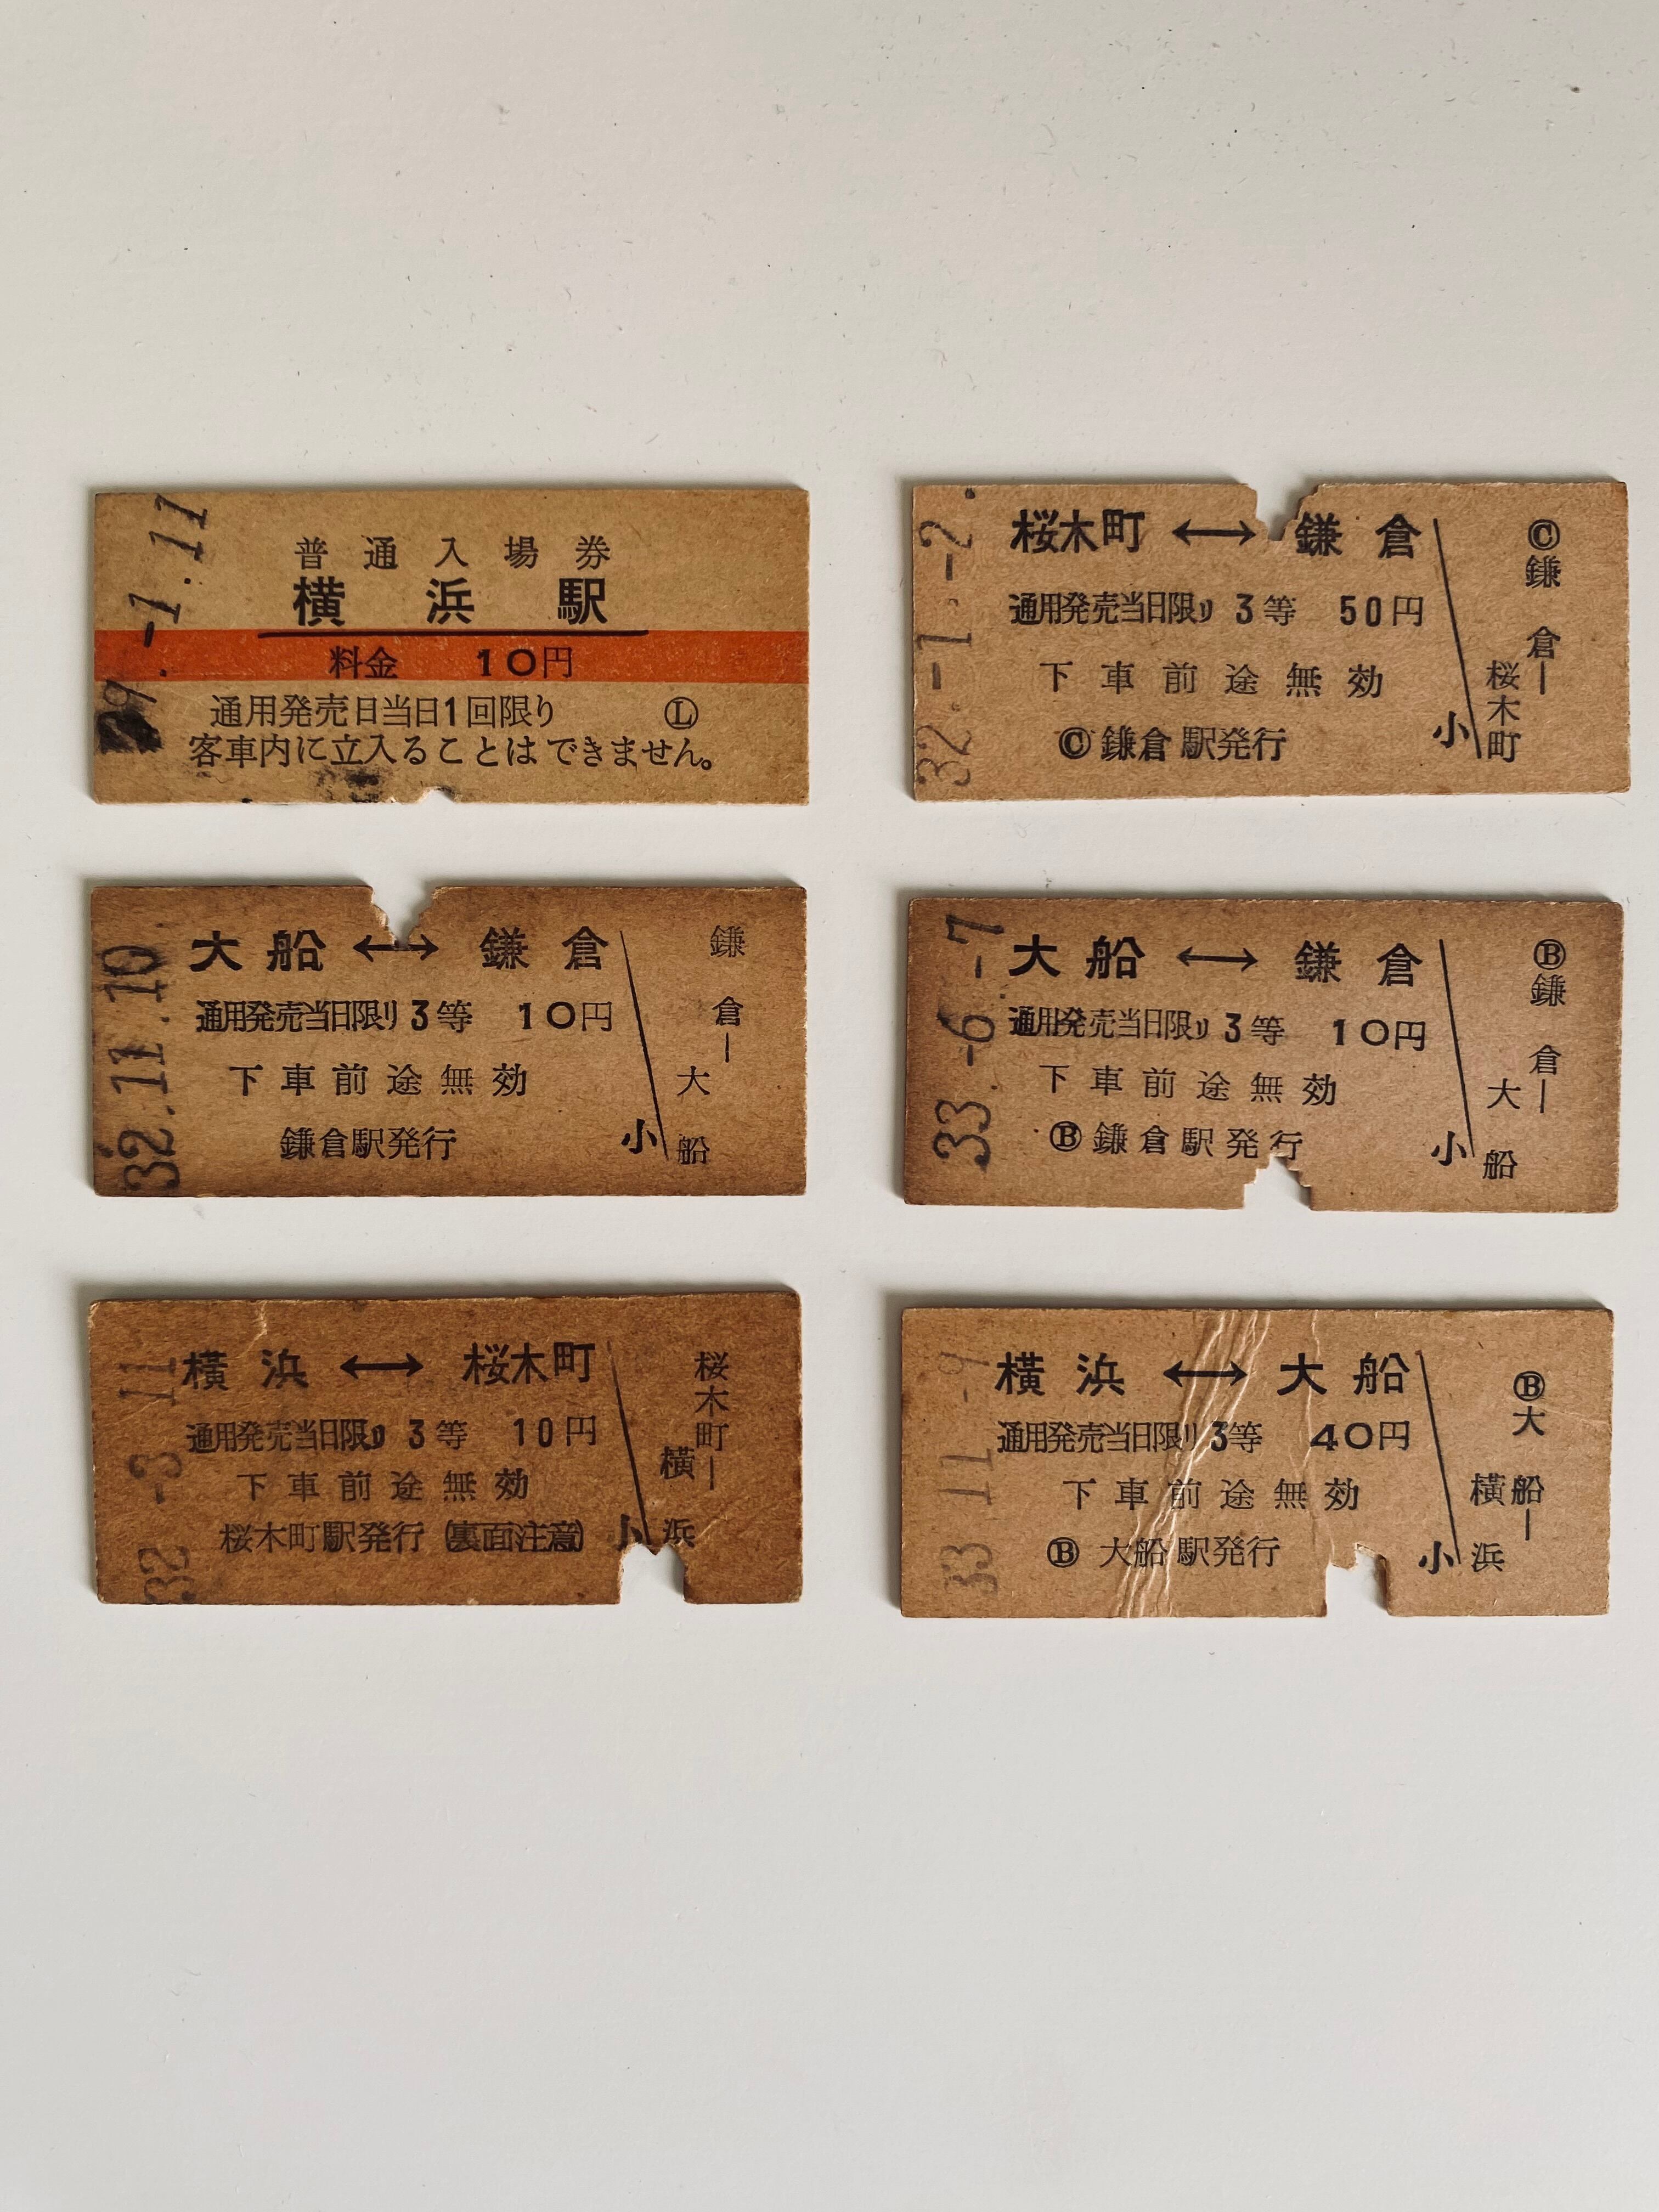 普通入場券
横浜駅
料金 10円
通用発売日当日1回限り Ⓛ
客車内に立入ることはできません。
-1.11
桜木町 ↔ 鎌倉
通用発売当日限り 3等 50円
下車前途無効
Ⓒ鎌倉駅発行
小
Ⓒ鎌倉―
桜木町
32.-1.-2.
大船 ↔ 鎌倉
通用発売当日限り 3等 10円
下車前途無効
鎌倉駅発行
小
鎌倉―
大船
32.11.10.
大船 ↔ 鎌倉
通用発売当日限り 3等 10円
下車前途無効
Ⓑ鎌倉駅発行
小
Ⓑ鎌倉―
大船
33.-6.-7
横浜 ↔ 桜木町
通用発売当日限り 3等 10円
下車前途無効
桜木町駅発行(裏面注意)
小
桜木町―
横浜
32 -3 11
横浜 ↔ 大船
通用発売当日限り 3等 40円
下車前途無効
Ⓑ 大船駅発行
小
Ⓑ大船―
横浜
33 11 -9